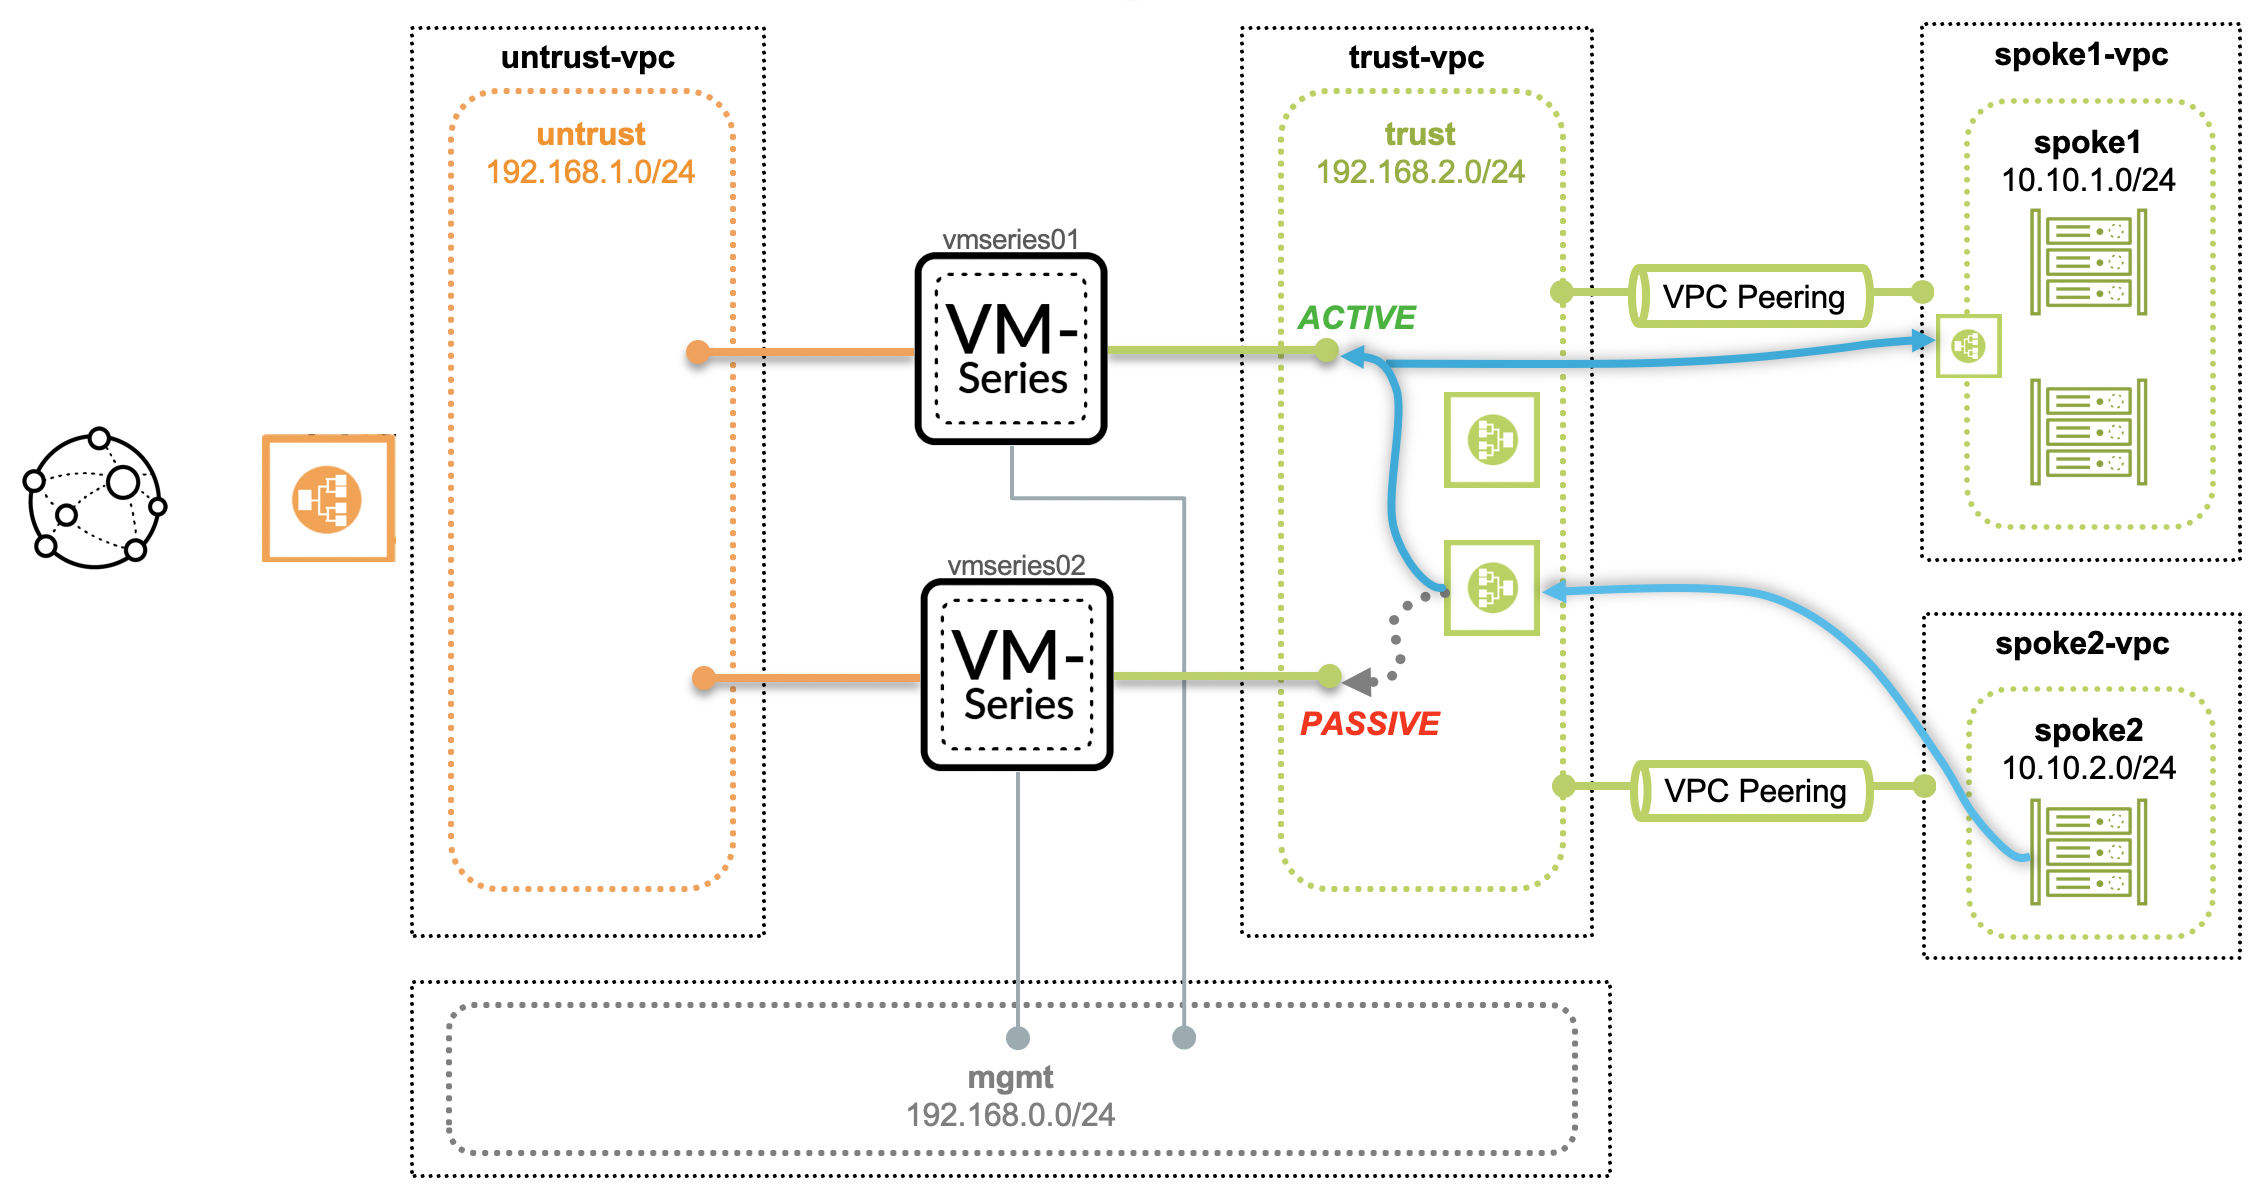 untrust-vpc
untrust
192.168.1.0/24
vmseries01
VM-
Series
vmseries02
VM-
Series
trust-vpc
trust
192.168.2.0/24
ACTIVE
PASSIVE
VPC Peering
VPC Peering
spoke1-vpc
spoke1
10.10.1.0/24
spoke2-vpc
spoke2
10.10.2.0/24
mgmt
192.168.0.0/24